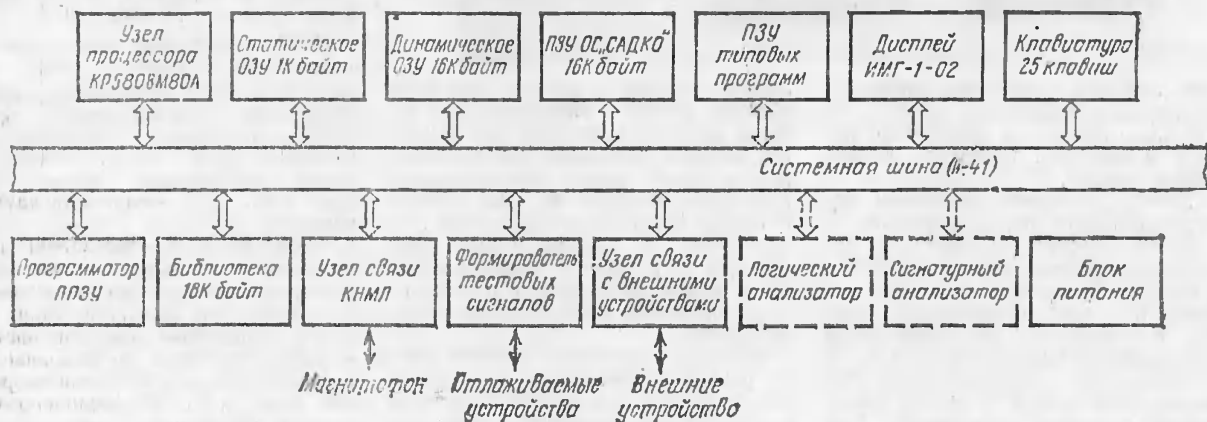 Узел
процессора
КР580ВМ80А
Статическое
ОЗУ 1К байт
Динамическое
ОЗУ 16К байт
ПЗУ ОС „САДКО"
16К байт
ПЗУ
типовых
программ
Дисплей
ИМГ-1-02
Клавиатура
25 клавиш
Системная шина (И-41)
Программатор
ППЗУ
Библиотека
16К байт
Узел связи
КНМЛ
Формирователь
тестовых
сигналов
Узел связи
с внешними
устройствами
Логический
анализатор
Сигнатурный
анализатор
Блок
питания
Магнитофон
Отлаживаемые
устройства
Внешние
устройства